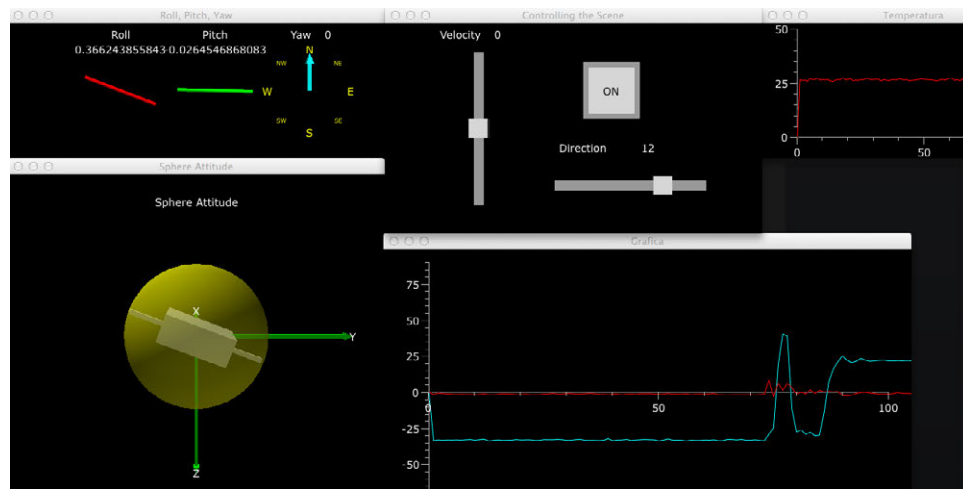 Roll, Pitch, Yaw
Roll Pitch Yaw 0
0.366243855843-0.0264546868083
N
NW NE
W E
SW SE
S
Controlling the Scene
Velocity 0
ON
Direction 12
Temperatura
50
25
0
0 50
Sphere Attitude
Sphere Attitude
X
Y
Z
Grafica
75
50
25
0
0 50 100
-25
-50